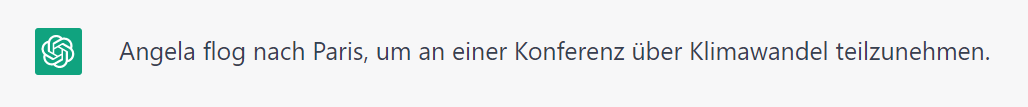 Angela flog nach Paris, um an einer Konferenz über Klimawandel teilzunehmen.